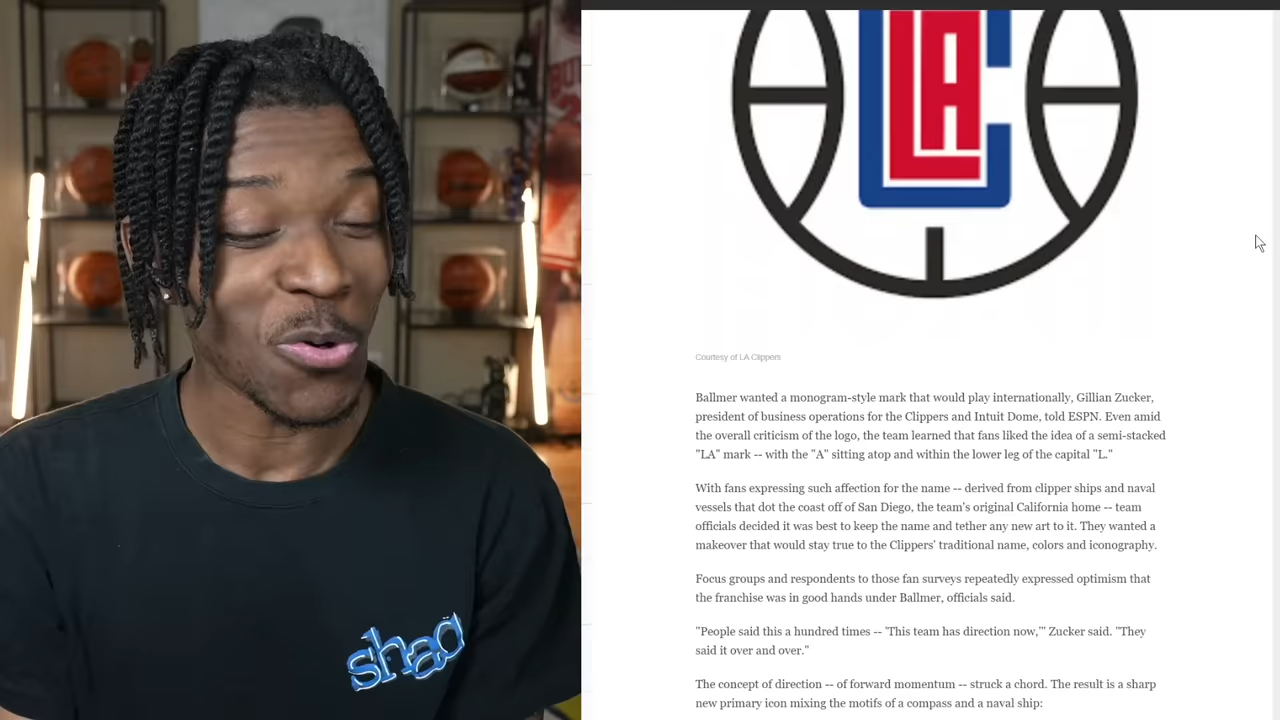 LAC
Courtesy of LA Clippers
Ballmer wanted a monogram-style mark that would play internationally, Gillian Zucker,
president of business operations for the Clippers and Intuit Dome, told ESPN. Even amid
the overall criticism of the logo, the team learned that fans liked the idea of a semi-stacked
"LA" mark -- with the "A" sitting atop and within the lower leg of the capital "L."
With fans expressing such affection for the name -- derived from clipper ships and naval
vessels that dot the coast off of San Diego, the team's original California home -- team
officials decided it was best to keep the name and tether any new art to it. They wanted a
makeover that would stay true to the Clippers' traditional name, colors and iconography.
Focus groups and respondents to those fan surveys repeatedly expressed optimism that
the franchise was in good hands under Ballmer, officials said.
"People said this a hundred times -- 'This team has direction now,'" Zucker said. "They
said it over and over."
The concept of direction -- of forward momentum -- struck a chord. The result is a sharp
new primary icon mixing the motifs of a compass and a naval ship:
shaq